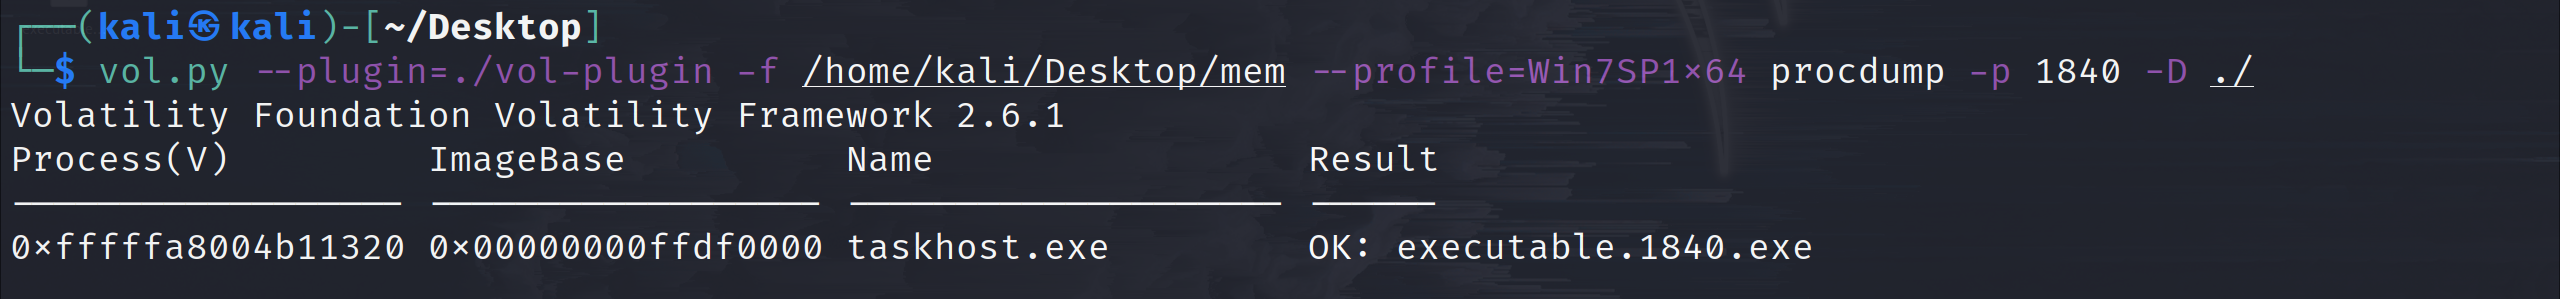 ┌──(kali㉿kali)-[~/Desktop]
└─$ vol.py --plugin=./vol-plugin -f /home/kali/Desktop/mem --profile=Win7SP1x64 procdump -p 1840 -D ./
Volatility Foundation Volatility Framework 2.6.1
Process(V) ImageBase Name Result
------------------ ------------------ -------------------- ------
0xfffffa8004b11320 0x00000000ffdf0000 taskhost.exe OK: executable.1840.exe